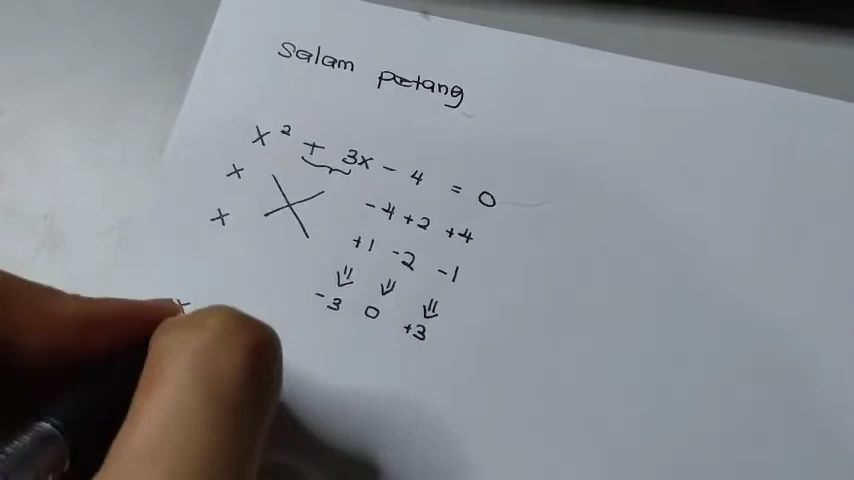 Salam petang
x² + 3x - 4 = 0
x -4 +2 +4
x +1 -2 -1
-3 0 +3